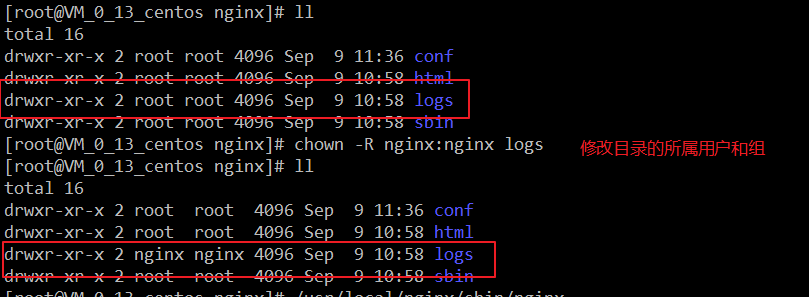 [root@VM_0_13_centos nginx]# ll
total 16
drwxr-xr-x 2 root root 4096 Sep  9 11:36 conf
drwxr-xr-x 2 root root 4096 Sep  9 10:58 html
drwxr-xr-x 2 root root 4096 Sep  9 10:58 logs
drwxr-xr-x 2 root root 4096 Sep  9 10:58 sbin
[root@VM_0_13_centos nginx]# chown -R nginx:nginx logs 修改目录的所属用户和组
[root@VM_0_13_centos nginx]# ll
total 16
drwxr-xr-x 2 root  root  4096 Sep  9 11:36 conf
drwxr-xr-x 2 root  root  4096 Sep  9 10:58 html
drwxr-xr-x 2 nginx nginx 4096 Sep  9 10:58 logs
drwxr-xr-x 2 root  root  4096 Sep  9 10:58 sbin
[root@VM_0_13_centos nginx]# /usr/local/nginx/sbin/nginx